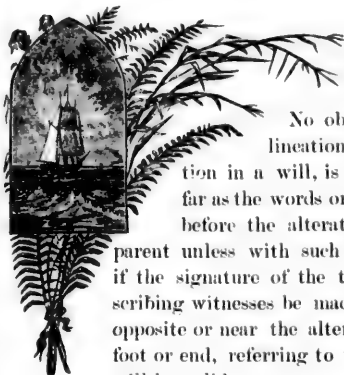 No ob
lineation
tion in a will, is
far as the words or
before the alterat
parent unless with such
if the signature of the t
scribing witnesses be mad
opposite or near the alter
foot or end, referring to